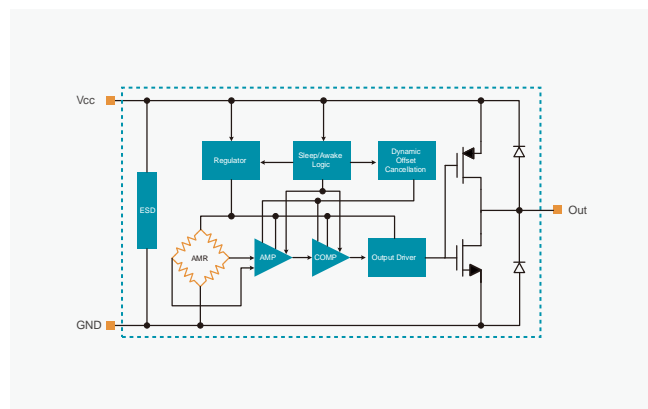 Vcc
Regulator
Sleep/Awake
Logic
Dynamic
Offset
Cancellation
ESD
Out
AMR
AMP
COMP
Output Driver
GND